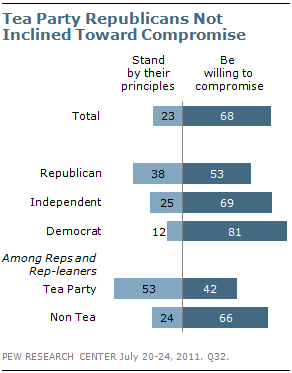 Tea Party Republicans Not
Inclined Toward Compromise
Stand
by their
principles
Be
willing to
compromise
Total 23 68
Republican 38 53
Independent 25 69
Democrat 12 81
Among Reps and
Rep-leaners
Tea Party 53 42
Non Tea 24 66
PEW RESEARCH CENTER July 20-24, 2011. Q32.